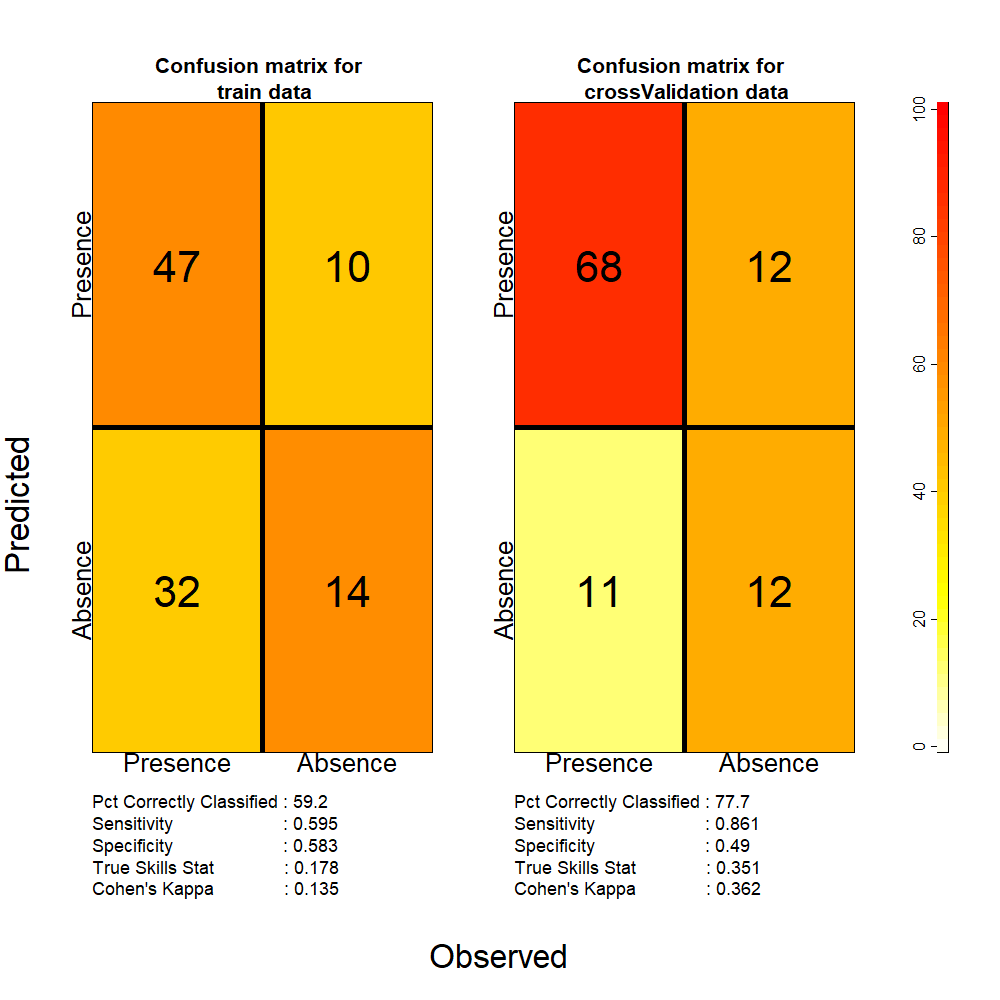 Confusion matrix for
train data
Confusion matrix for
crossValidation data
Predicted
Presence
47
10
Absence
32
14
Presence
Absence
Presence
68
12
Absence
11
12
Presence
Absence
100
80
60
40
20
0
Pct Correctly Classified : 59.2
Sensitivity : 0.595
Specificity : 0.583
True Skills Stat : 0.178
Cohen's Kappa : 0.135
Pct Correctly Classified : 77.7
Sensitivity : 0.861
Specificity : 0.49
True Skills Stat : 0.351
Cohen's Kappa : 0.362
Observed